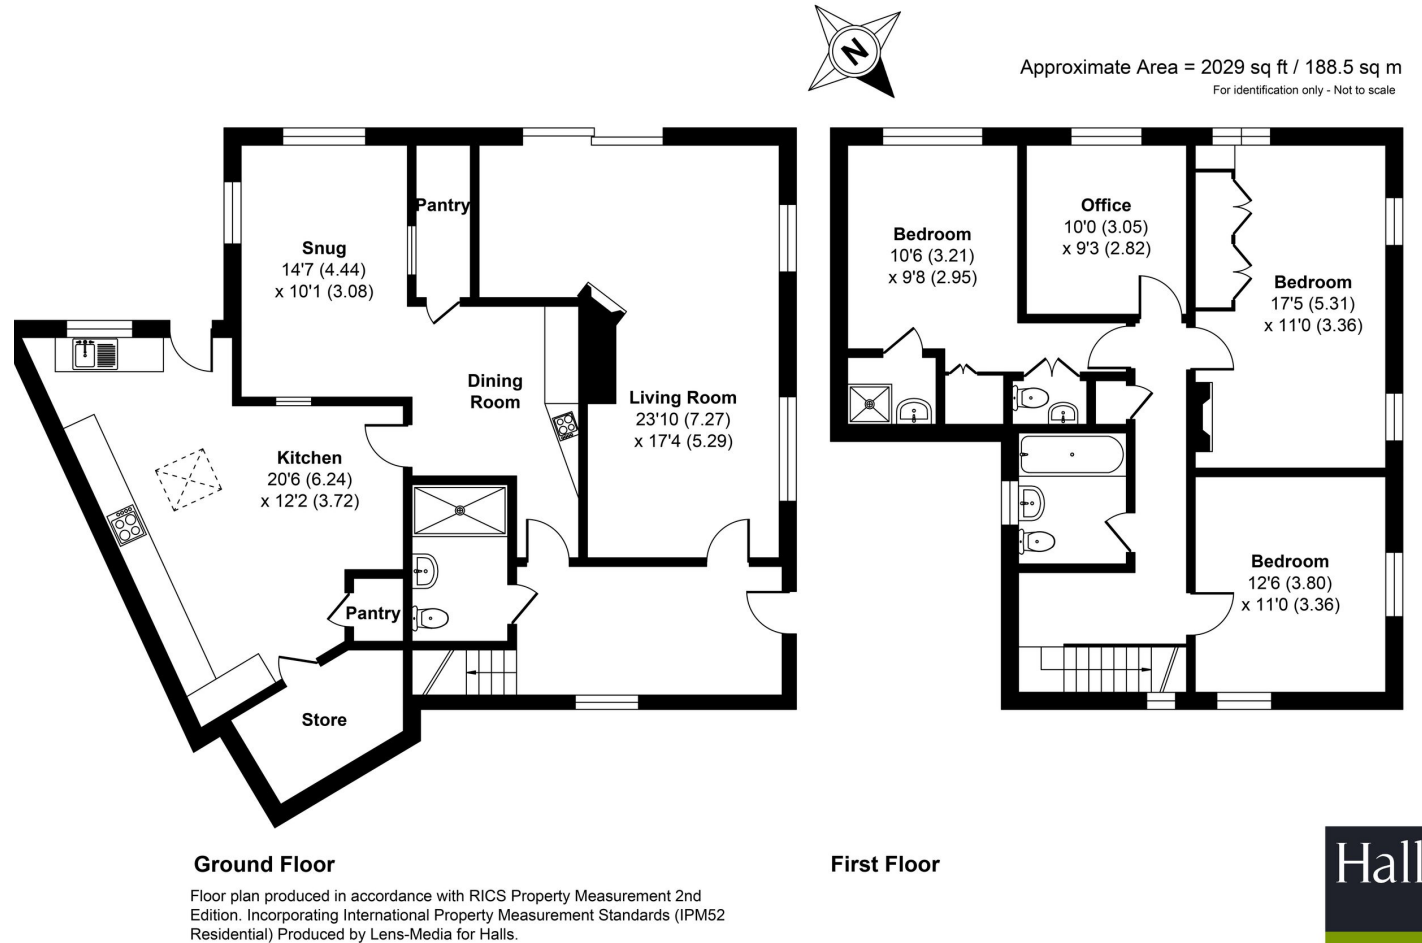 N
Approximate Area = 2029 sq ft / 188.5 sq m
For identification only - Not to scale
Pantry
Snug
14'7 (4.44)
x 10'1 (3.08)
Dining
Room
Living Room
23'10 (7.27)
x 17'4 (5.29)
Kitchen
20'6 (6.24)
x 12'2 (3.72)
Pantry
Store
Bedroom
10'6 (3.21)
x 9'8 (2.95)
Office
10'0 (3.05)
x 9'3 (2.82)
Bedroom
17'5 (5.31)
x 11'0 (3.36)
Bedroom
12'6 (3.80)
x 11'0 (3.36)
Ground Floor
First Floor
Floor plan produced in accordance with RICS Property Measurement 2nd
Edition. Incorporating International Property Measurement Standards (IPM52
Residential) Produced by Lens-Media for Halls.
Hall